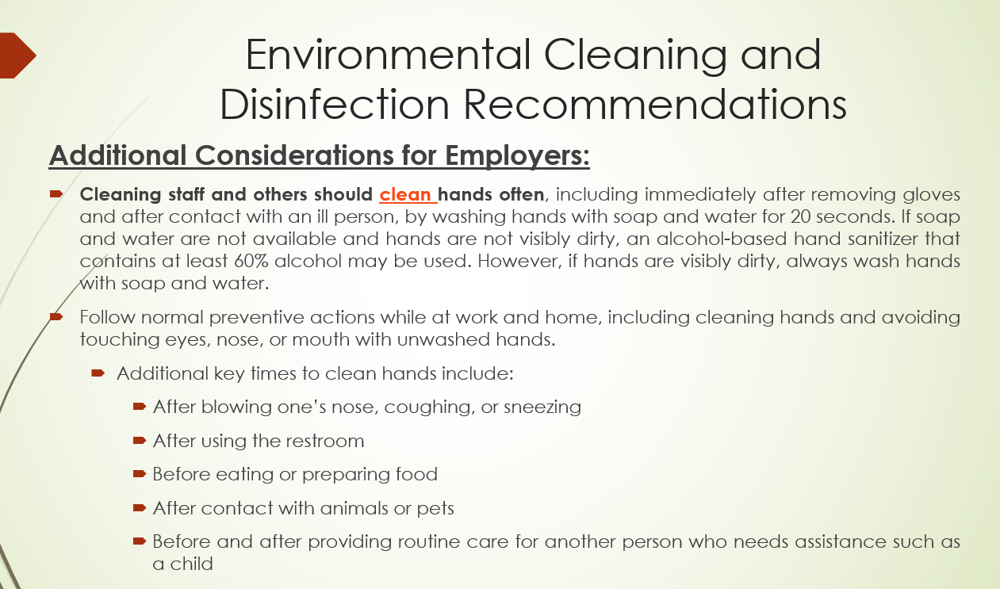 Environmental Cleaning and
Disinfection Recommendations
Additional Considerations for Employers:
Cleaning staff and others should clean hands often, including immediately after removing gloves
and after contact with an ill person, by washing hands with soap and water for 20 seconds. If soap
and water are not available and hands are not visibly dirty, an alcohol-based hand sanitizer that
contains at least 60% alcohol may be used. However, if hands are visibly dirty, always wash hands
with soap and water.
Follow normal preventive actions while at work and home, including cleaning hands and avoiding
touching eyes, nose, or mouth with unwashed hands.
Additional key times to clean hands include:
After blowing one’s nose, coughing, or sneezing
After using the restroom
Before eating or preparing food
After contact with animals or pets
Before and after providing routine care for another person who needs assistance such as
a child